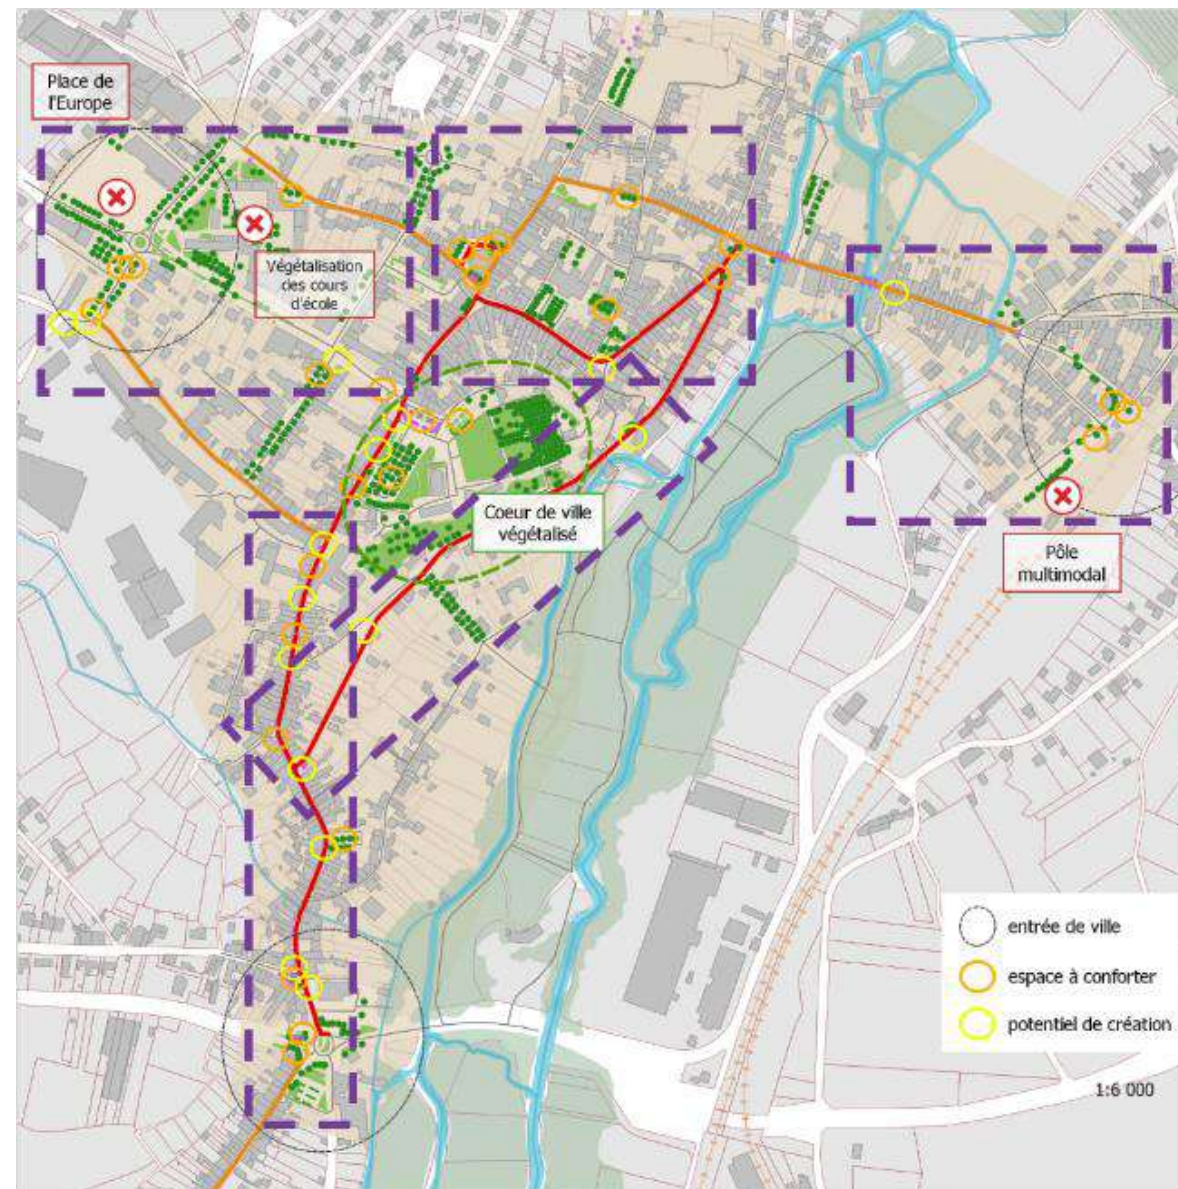 Place de
l'Europe
Végétalisation
des cours
d'école
Coeur de ville
végétalisé
Pôle
multimodal
entrée de ville
espace à conforter
potentiel de création
1:6 000